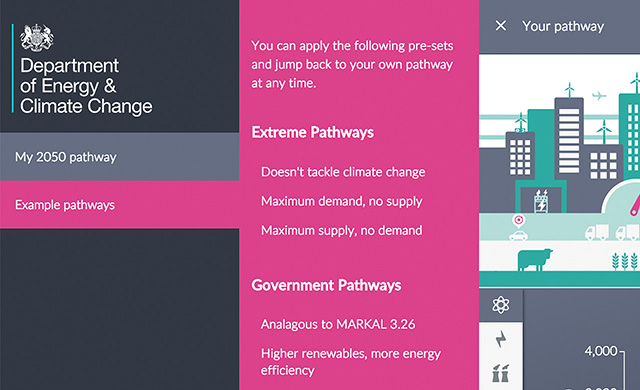 Department
of Energy &
Climate Change
My 2050 pathway
Example pathways
You can apply the following pre-sets
and jump back to your own pathway
at any time.
Extreme Pathways
Doesn't tackle climate change
Maximum demand, no supply
Maximum supply, no demand
Government Pathways
Analagous to MARKAL 3.26
Higher renewables, more energy
efficiency
Your pathway
4,000